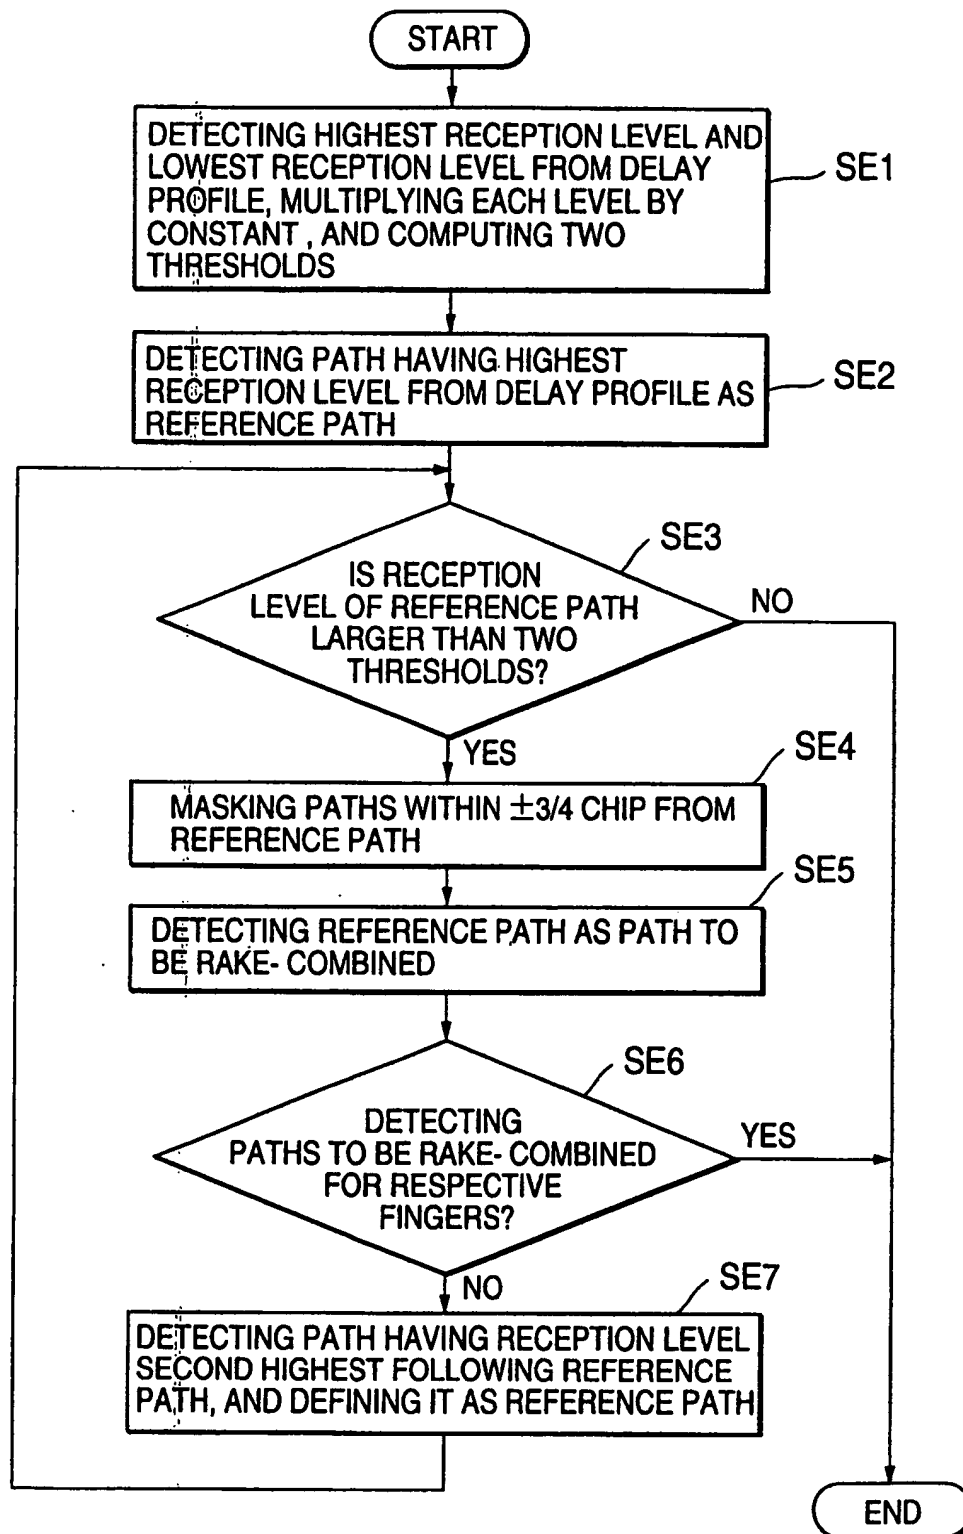 START
DETECTING HIGHEST RECEPTION LEVEL AND
LOWEST RECEPTION LEVEL FROM DELAY
PROFILE, MULTIPLYING EACH LEVEL BY
CONSTANT , AND COMPUTING TWO
THRESHOLDS
SE1
DETECTING PATH HAVING HIGHEST
RECEPTION LEVEL FROM DELAY PROFILE AS
REFERENCE PATH
SE2
SE3
IS RECEPTION
LEVEL OF REFERENCE PATH
LARGER THAN TWO
THRESHOLDS?
NO
YES
SE4
MASKING PATHS WITHIN ±3/4 CHIP FROM
REFERENCE PATH
SE5
DETECTING REFERENCE PATH AS PATH TO
BE RAKE- COMBINED
SE6
DETECTING
PATHS TO BE RAKE- COMBINED
FOR RESPECTIVE
FINGERS?
YES
NO
SE7
DETECTING PATH HAVING RECEPTION LEVEL
SECOND HIGHEST FOLLOWING REFERENCE
PATH, AND DEFINING IT AS REFERENCE PATH
END